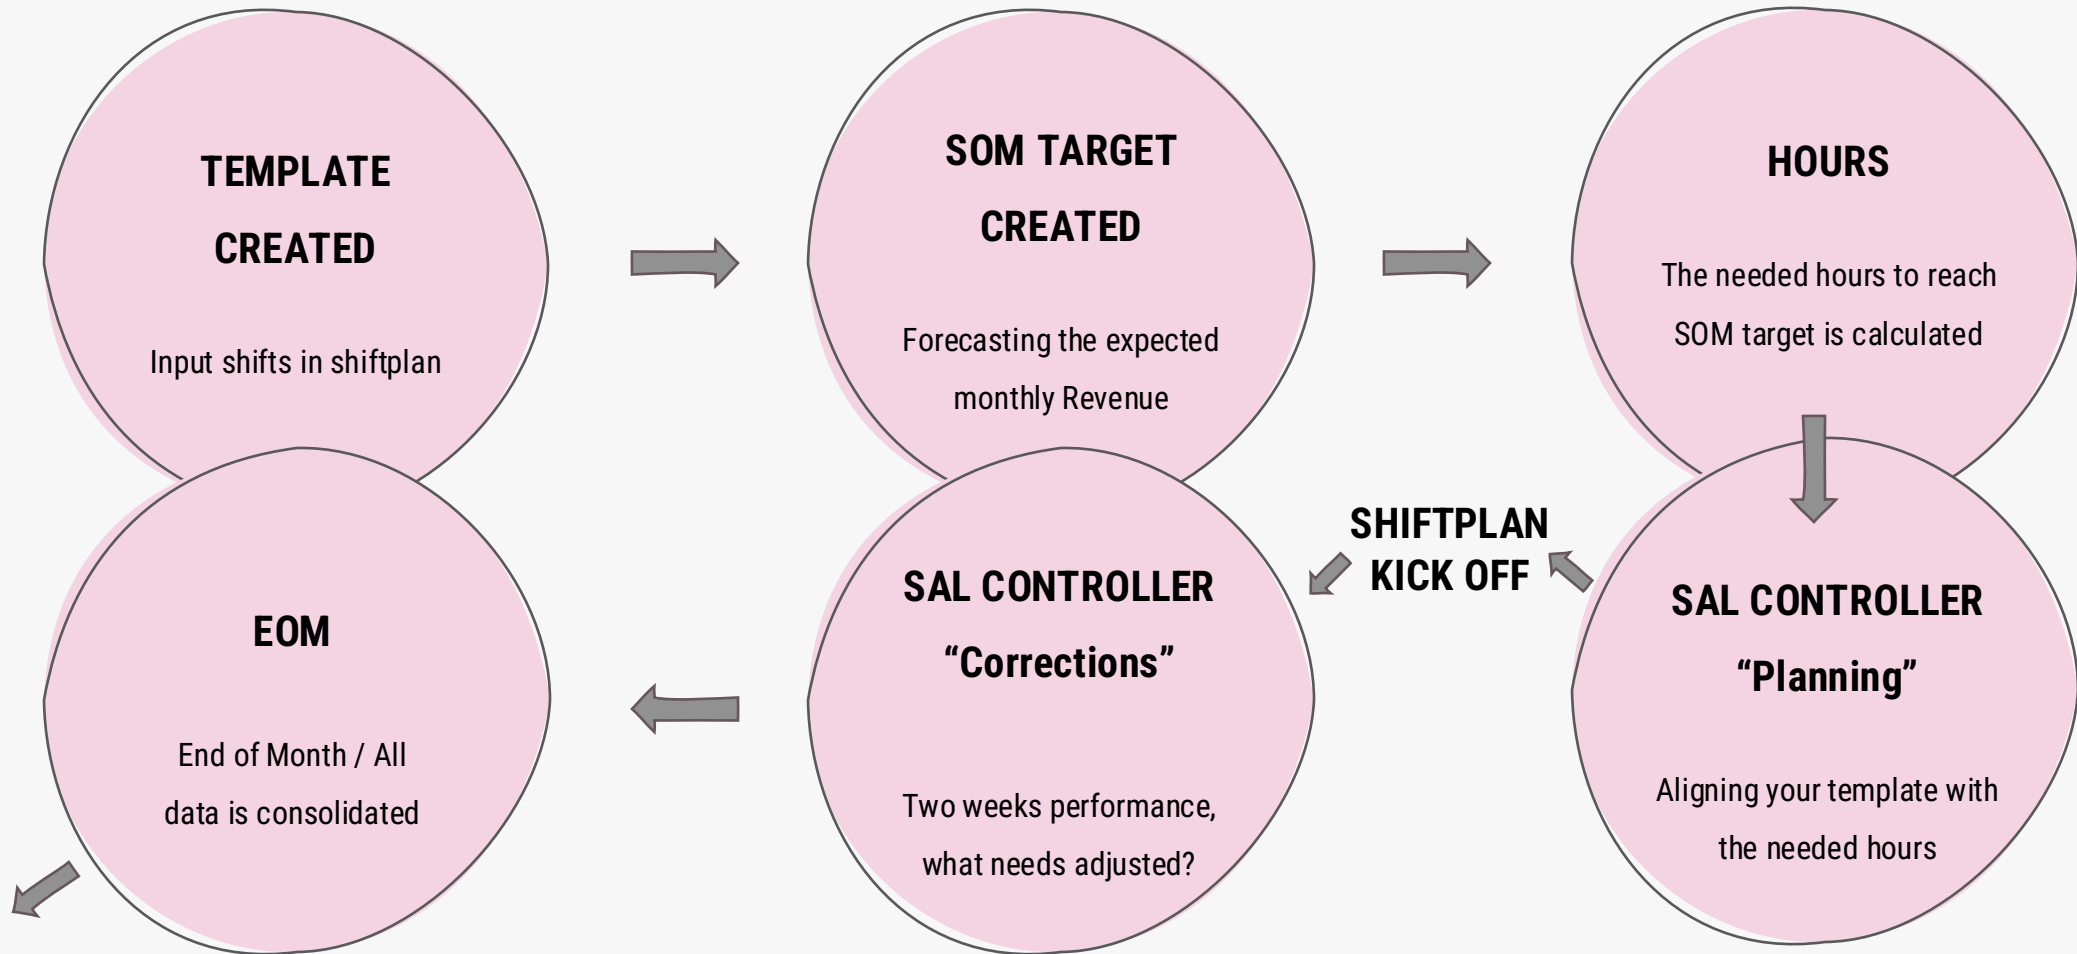 TEMPLATE
CREATED
Input shifts in shiftplan
SOM TARGET
CREATED
Forecasting the expected
monthly Revenue
HOURS
The needed hours to reach
SOM target is calculated
SAL CONTROLLER
“Planning”
Aligning your template with
the needed hours
SHIFTPLAN
KICK OFF
SAL CONTROLLER
“Corrections”
Two weeks performance,
what needs adjusted?
EOM
End of Month / All
data is consolidated